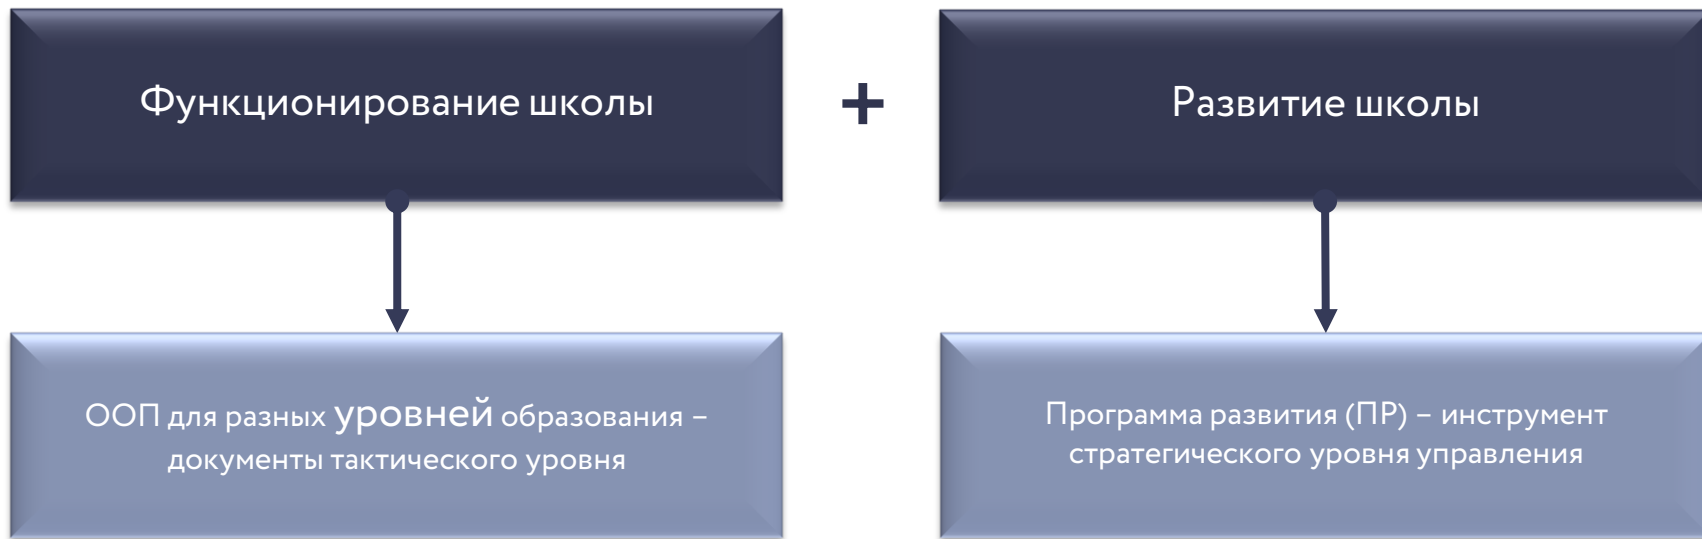 Функционирование школы
+
Развитие школы
ООП для разных уровней образования –
документы тактического уровня
Программа развития (ПР) – инструмент
стратегического уровня управления